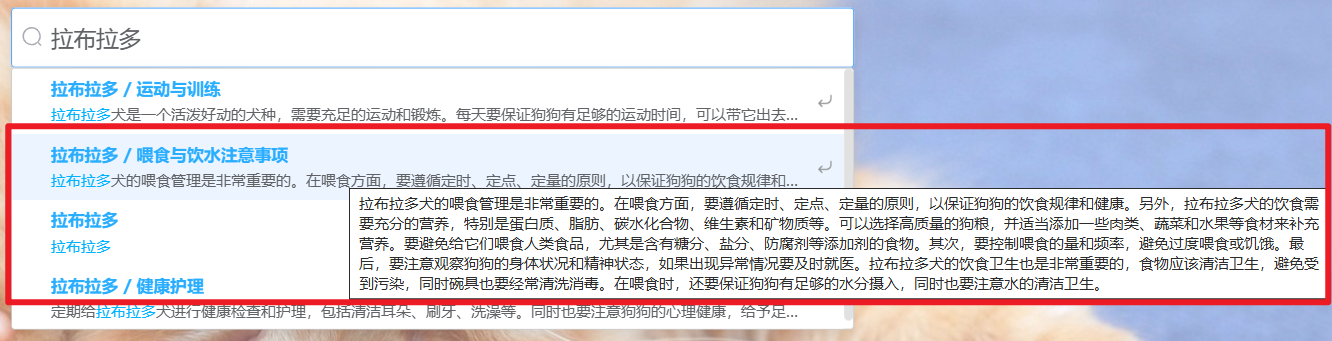 拉布拉多
拉布拉多 / 运动与训练
拉布拉多犬是一个活泼好动的犬种，需要充足的运动和锻炼。每天要保证狗狗有足够的运动时间，可以带它出去...
拉布拉多 / 喂食与饮水注意事项
拉布拉多犬的喂食管理是非常重要的。在喂食方面，要遵循定时、定点、定量的原则，以保证狗狗的饮食规律和...
拉布拉多犬的喂食管理是非常重要的。在喂食方面，要遵循定时、定点、定量的原则，以保证狗狗的饮食规律和健康。另外，拉布拉多犬的饮食需
要充分的营养，特别是蛋白质、脂肪、碳水化合物、维生素和矿物质等。可以选择高质量的狗粮，并适当添加一些肉类、蔬菜和水果等食材来补充
营养。要避免给它们喂食人类食品，尤其是含有糖分、盐分、防腐剂等添加剂的食物。其次，要控制喂食的量和频率，避免过度喂食或饥饿。最
后，要注意观察狗狗的身体状况和精神状态，如果出现异常情况要及时就医。拉布拉多犬的饮食卫生也是非常重要的，食物应该清洁卫生，避免受
到污染，同时碗具也要经常清洗消毒。在喂食时，还要保证狗狗有足够的水分摄入，同时也要注意水的清洁卫生。
拉布拉多
拉布拉多
拉布拉多 / 健康护理
定期给拉布拉多犬进行健康检查和护理，包括清洁耳朵、刷牙、洗澡等。同时也要注意狗狗的心理健康，给予足...